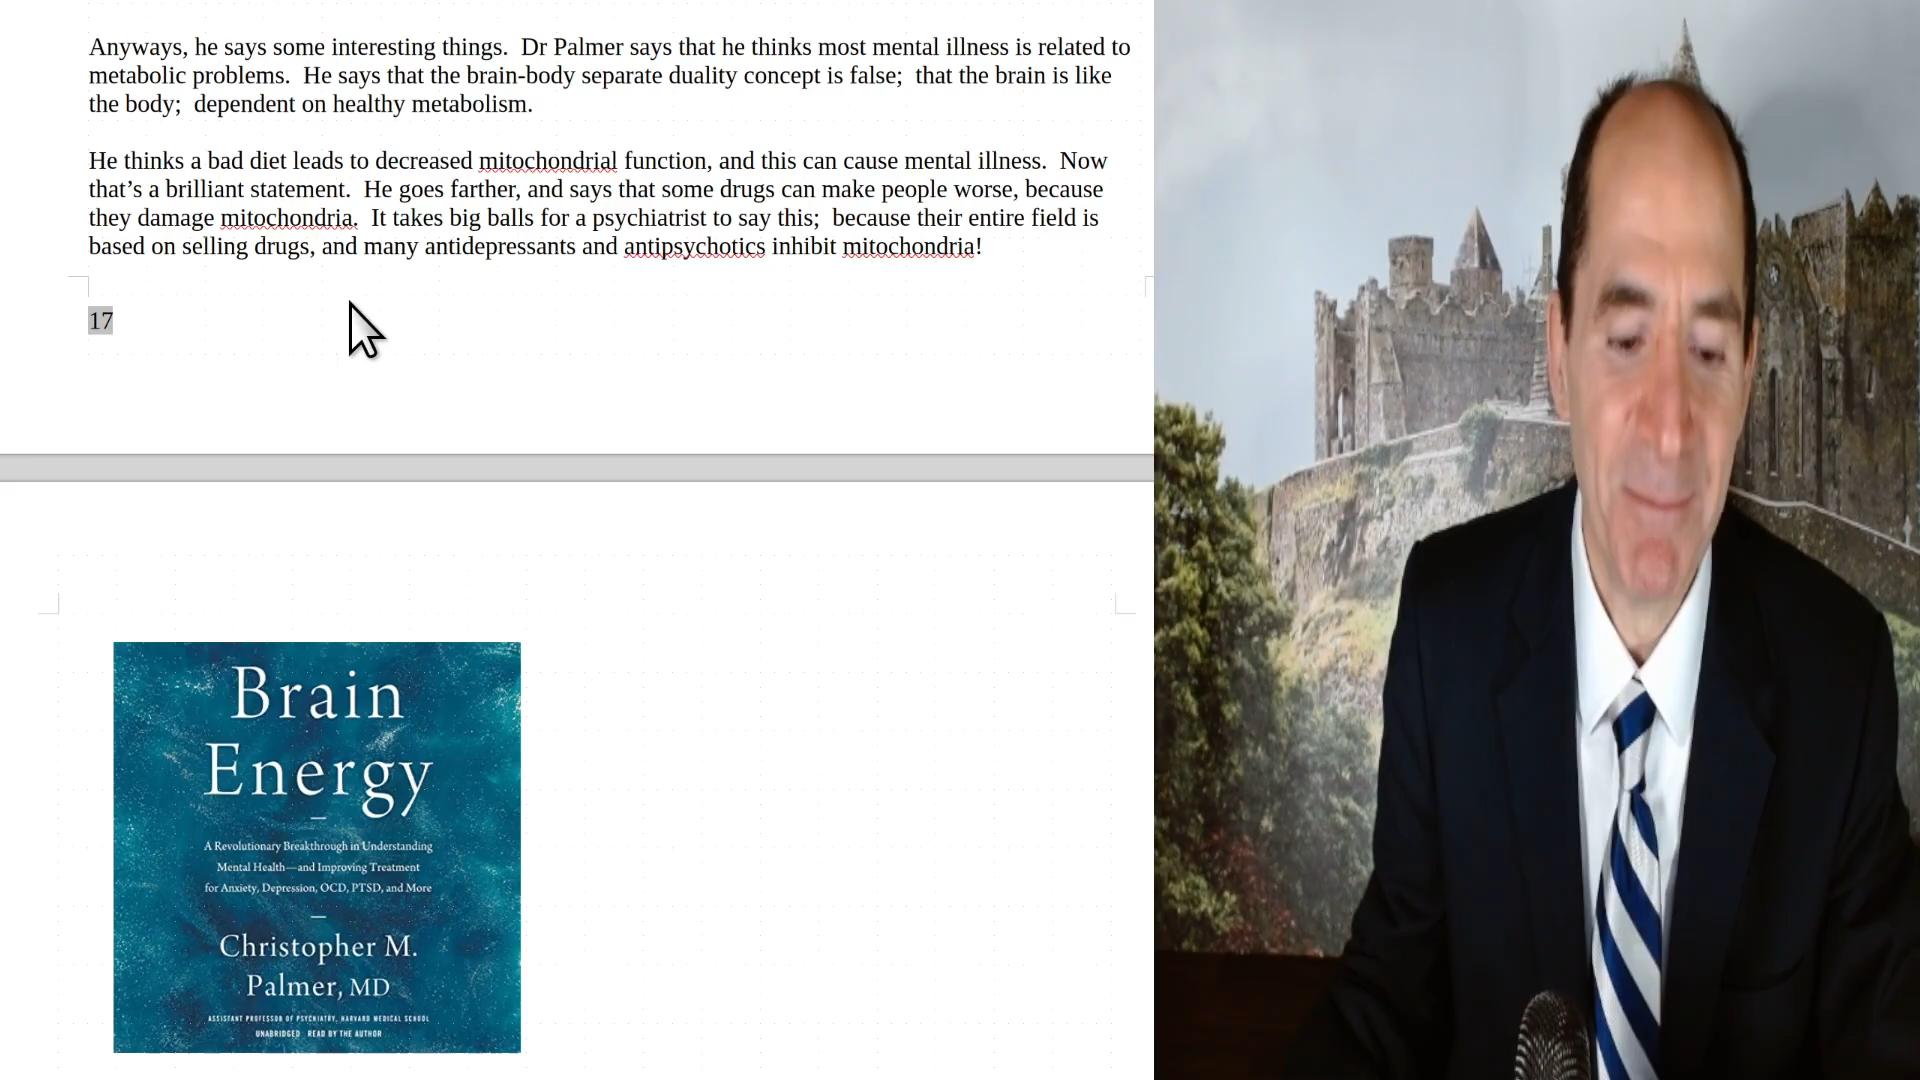 Anyways, he says some interesting things.  Dr Palmer says that he thinks most mental illness is related to
metabolic problems.  He says that the brain-body separate duality concept is false;  that the brain is like
the body;  dependent on healthy metabolism.
He thinks a bad diet leads to decreased mitochondrial function, and this can cause mental illness.  Now
that’s a brilliant statement.  He goes farther, and says that some drugs can make people worse, because
they damage mitochondria.  It takes big balls for a psychiatrist to say this;  because their entire field is
based on selling drugs, and many antidepressants and antipsychotics inhibit mitochondria!
17
Brain
Energy
A Revolutionary Breakthrough in Understanding
Mental Health—and Improving Treatment
for Anxiety, Depression, OCD, PTSD, and More
Christopher M.
Palmer, MD
ASSISTANT PROFESSOR OF PSYCHIATRY, HARVARD MEDICAL SCHOOL
UNABRIDGED READ BY THE AUTHOR